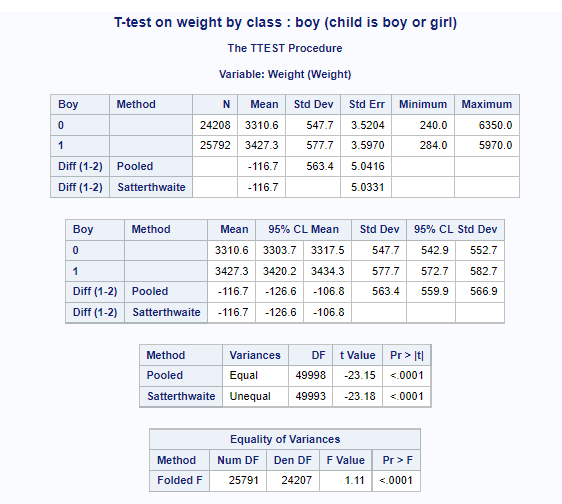 T-test on weight by class : boy (child is boy or girl)
The TTEST Procedure
Variable: Weight (Weight)
Boy Method N Mean Std Dev Std Err Minimum Maximum
0 24208 3310.6 547.7 3.5204 240.0 6350.0
1 25792 3427.3 577.7 3.5970 284.0 5970.0
Diff (1-2) Pooled -116.7 563.4 5.0416
Diff (1-2) Satterthwaite -116.7 5.0331
Boy Method Mean 95% CL Mean Std Dev 95% CL Std Dev
0 3310.6 3303.7 3317.5 547.7 542.9 552.7
1 3427.3 3420.2 3434.3 577.7 572.7 582.7
Diff (1-2) Pooled -116.7 -126.6 -106.8 563.4 559.9 566.9
Diff (1-2) Satterthwaite -116.7 -126.6 -106.8
Method Variances DF t Value Pr > |t|
Pooled Equal 49998 -23.15 <.0001
Satterthwaite Unequal 49993 -23.18 <.0001
Equality of Variances
Method Num DF Den DF F Value Pr > F
Folded F 25791 24207 1.11 <.0001